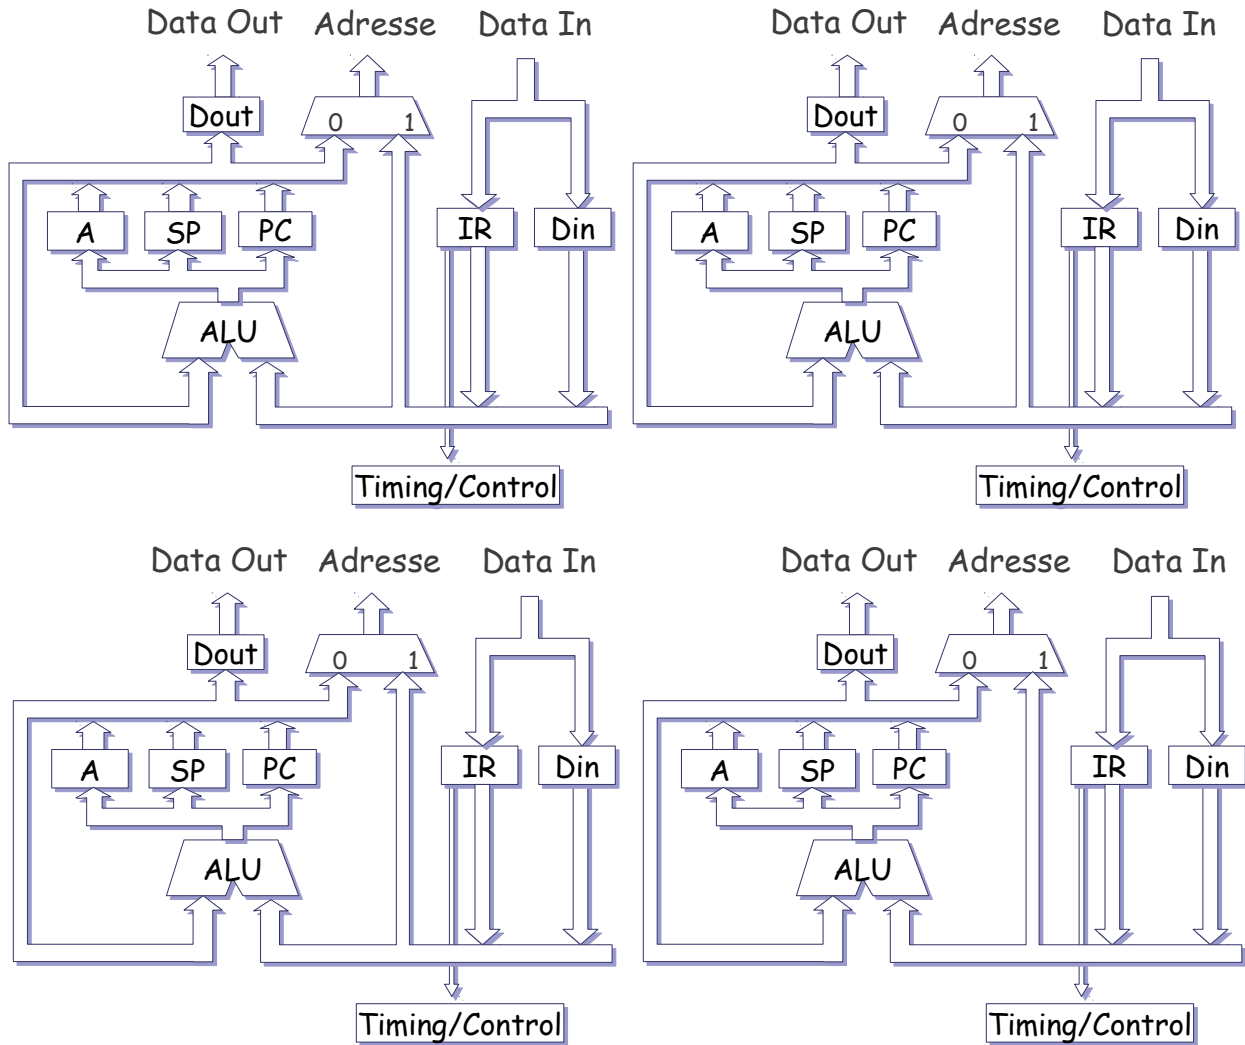 Data Out Adresse Data In
Dout 0 1
A SP PC IR Din
ALU
Timing/Control
Data Out Adresse Data In
Dout 0 1
A SP PC IR Din
ALU
Timing/Control
Data Out Adresse Data In
Dout 0 1
A SP PC IR Din
ALU
Timing/Control
Data Out Adresse Data In
Dout 0 1
A SP PC IR Din
ALU
Timing/Control